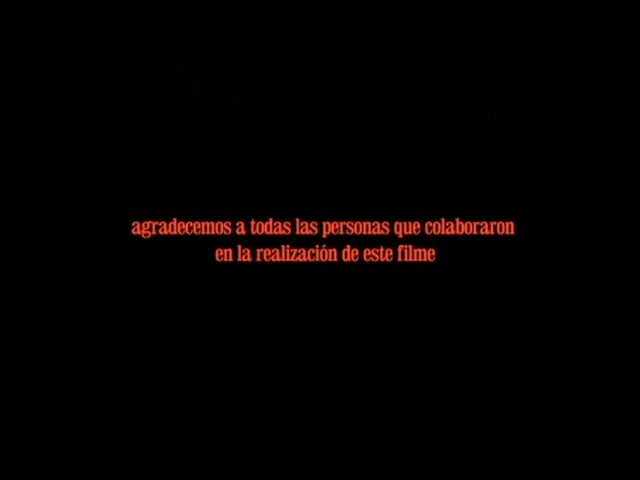 agradecemos a todas las personas que colaboraron
en la realización de este filme